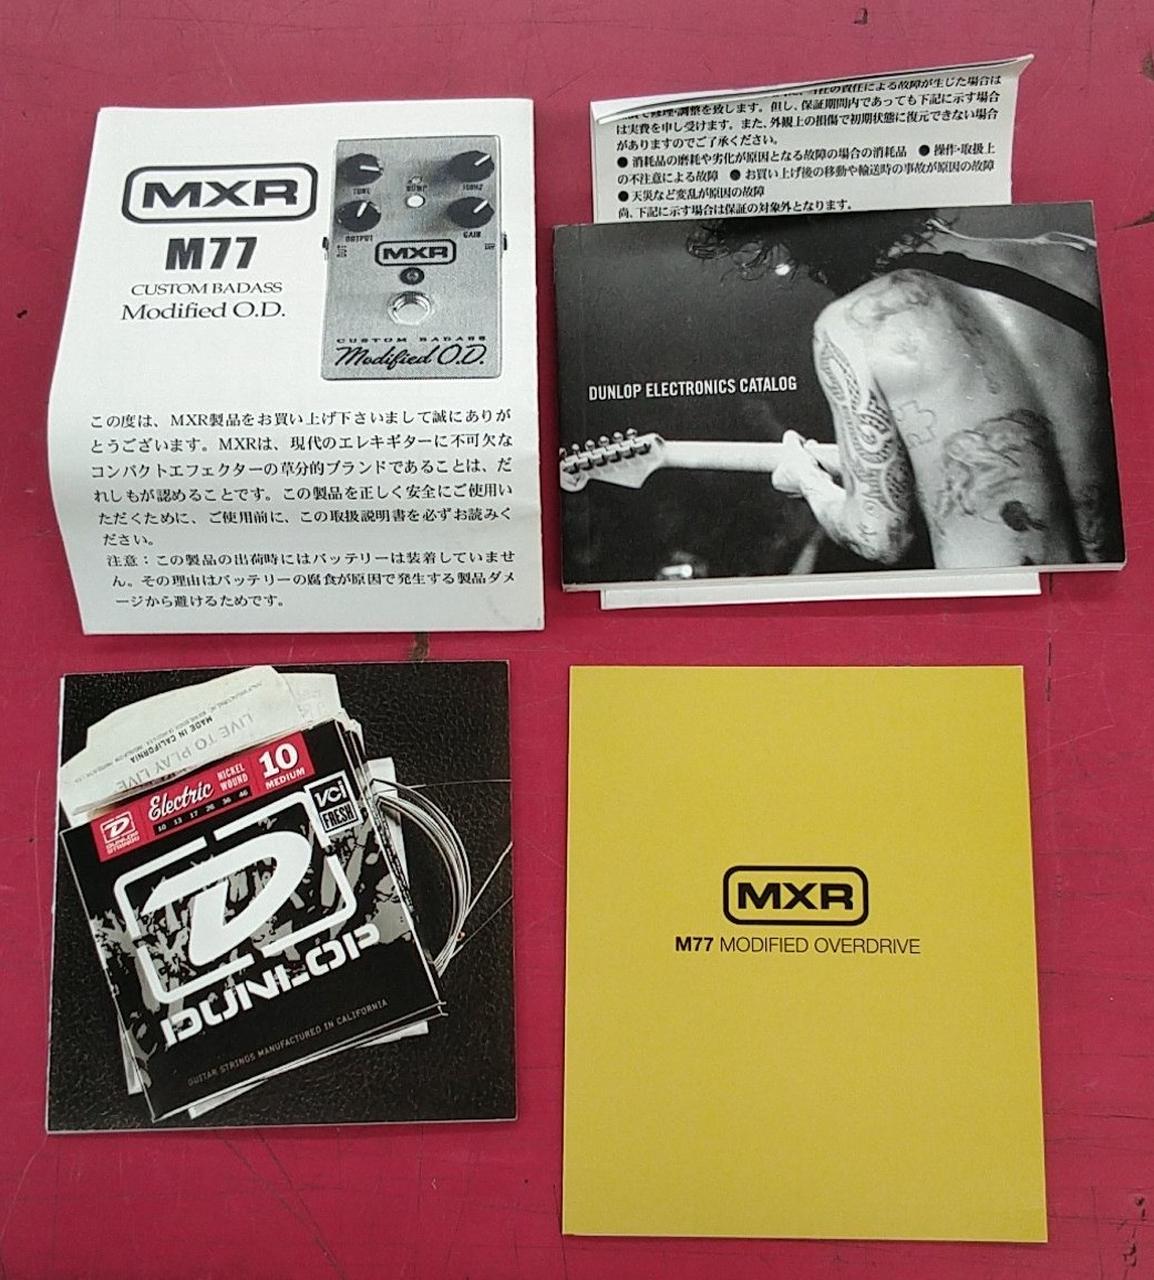 MXR
M77
CUSTOM BADASS
Modified O.D.
TONE
BUMP
100HZ
OUTPUT
GAIN
MXR
CUSTOM BADASS
Modified O.D.
この度は、MXR製品をお買い上げ下さいまして誠にありが
とうございます。MXRは、現代のエレキギターに不可欠な
コンパクトエフェクターの草分的ブランドであることは、だ
れしもが認めることです。この製品を正しく安全にご使用い
ただくために、ご使用前に、この取扱説明書を必ずお読みく
ださい。
注意：この製品の出荷時にはバッテリーは装着していませ
ん。その理由はバッテリーの腐食が原因で発生する製品ダメ
ージから避けるためです。
当社の責任による故障が生じた場合は
修理・調整を致します。但し、保証期間内であっても下記に示す場合
は実費を申し受けます。また、外観上の損傷で初期状態に復元できない場合
がありますのでご了承ください。
● 消耗品の磨耗や劣化が原因となる故障の場合の消耗品 ● 操作・取扱上
の不注意による故障 ● お買い上げ後の移動や輸送時の事故が原因の故障
● 天災など変乱が原因の故障
尚、下記に示す場合は保証の対象外となります。
DUNLOP ELECTRONICS CATALOG
MADE IN CALIFORNIA
LIVE TO PLAY LIVE
DUNLOP
STRINGS
Electric
NICKEL
WOUND
10
MEDIUM
10 13 17 26 36 46
VCI
FRESH
DUNLOP
GUITAR STRINGS MANUFACTURED IN CALIFORNIA
MXR
M77 MODIFIED OVERDRIVE